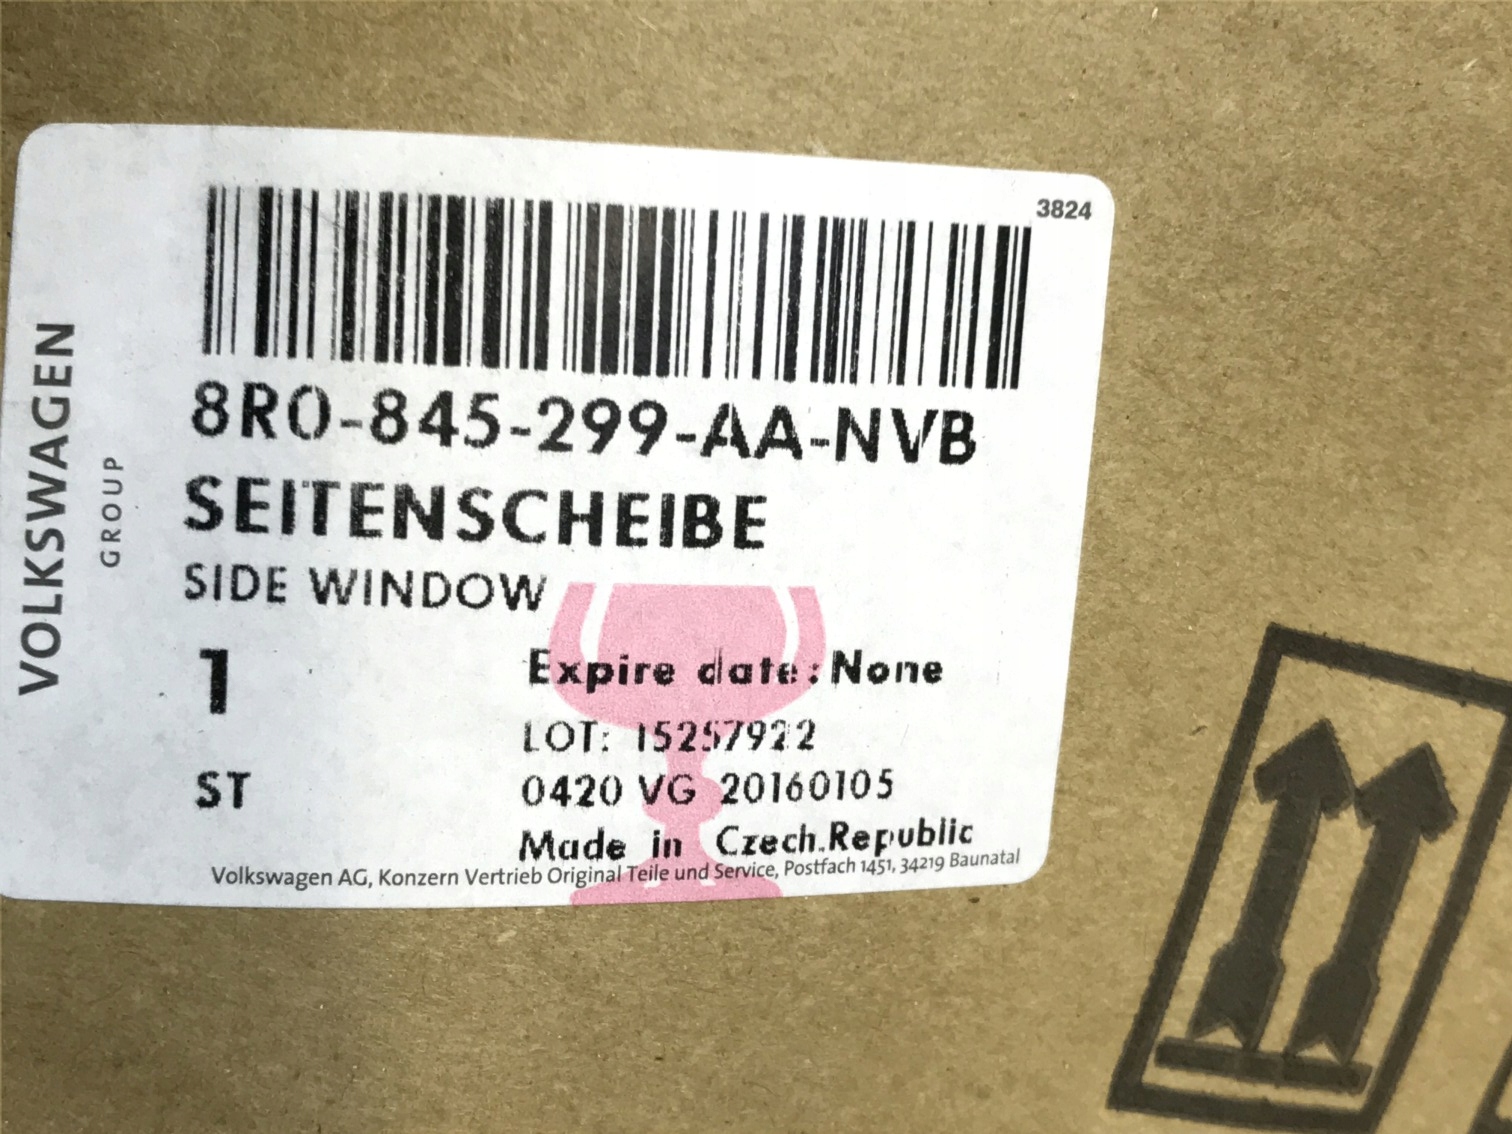 3824
VOLKSWAGEN
GROUP
8R0-845-299-AA-NVB
SEITENSCHEIBE
SIDE WINDOW
1
Expire date: None
LOT: 15257922
ST
0420 VG 20160105
Made in Czech.Republic
Volkswagen AG, Konzern Vertrieb Original Teile und Service, Postfach 1451, 34219 Baunatal